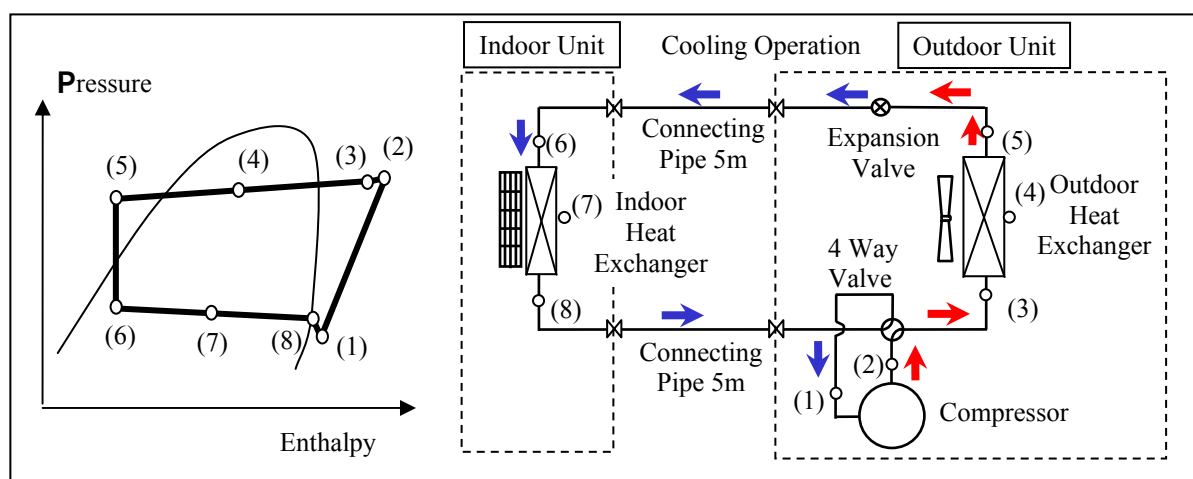 Pressure
(5)
(4)
(3)
(2)
(6)
(7)
(8)
(1)
Enthalpy
Indoor Unit
Cooling Operation
Outdoor Unit
Connecting
Pipe 5m
Expansion
Valve
(6)
(5)
(7)
Indoor
Heat
Exchanger
(4)
Outdoor
Heat
Exchanger
4 Way
Valve
(8)
(3)
Connecting
Pipe 5m
(2)
(1)
Compressor